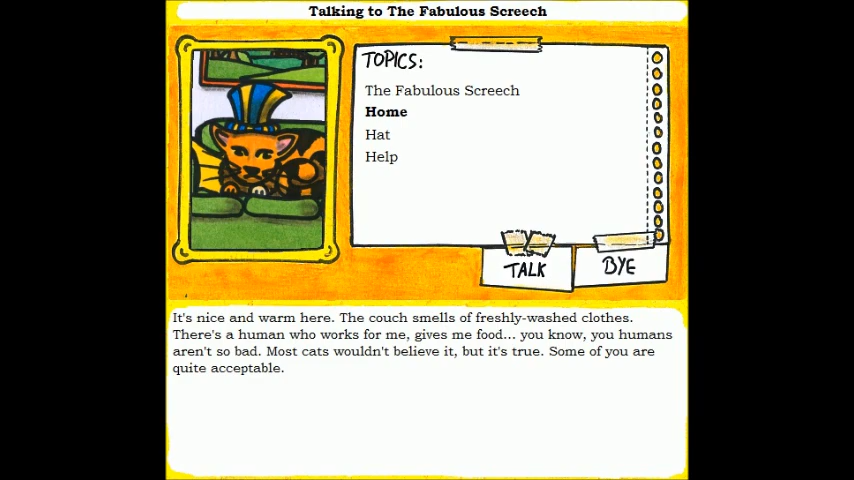 Talking to The Fabulous Screech
TOPICS:
The Fabulous Screech
Home
Hat
Help
TALK
BYE
It's nice and warm here. The couch smells of freshly-washed clothes.
There's a human who works for me, gives me food... you know, you humans
aren't so bad. Most cats wouldn't believe it, but it's true. Some of you are
quite acceptable.